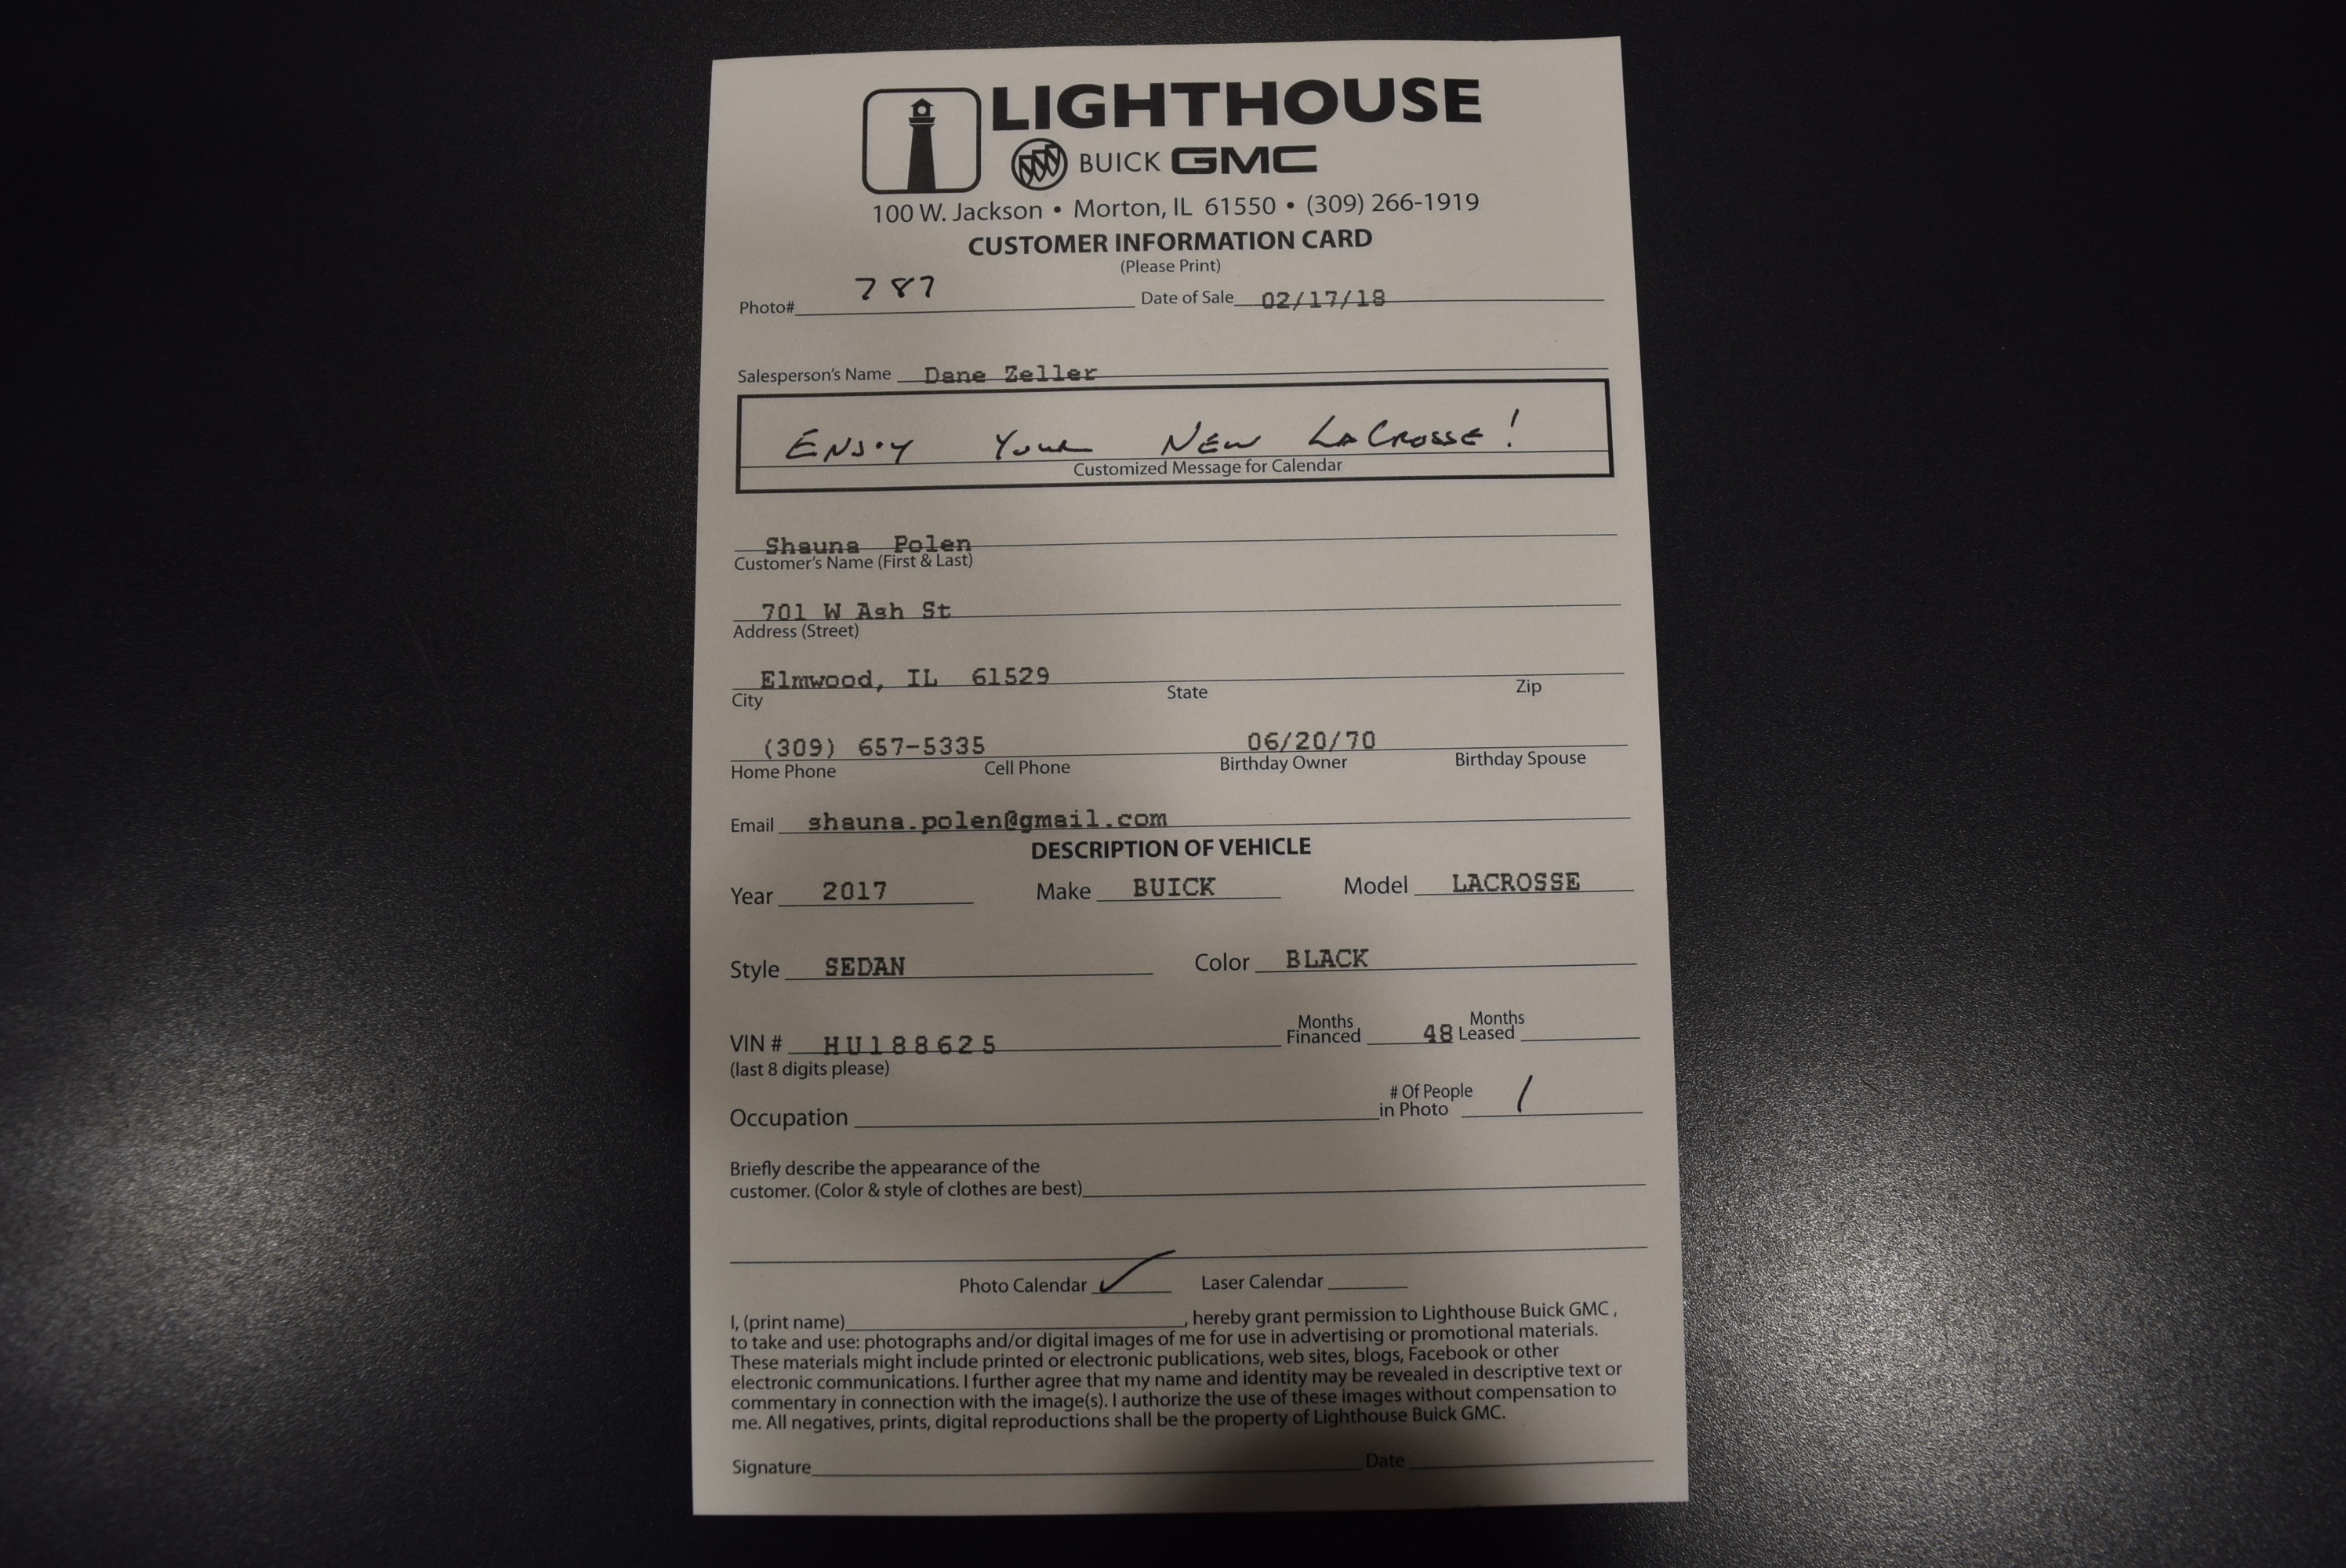 LIGHTHOUSE
BUICK GMC
100 W. Jackson • Morton, IL 61550 • (309) 266-1919
CUSTOMER INFORMATION CARD
(Please Print)
Photo# 787 Date of Sale 02/17/18
Salesperson's Name Dane Zeller
ENJOY YOUR NEW LACROSSE!
Customized Message for Calendar
Shauna Polen
Customer's Name (First & Last)
701 W Ash St
Address (Street)
Elmwood, IL 61529
City State Zip
(309) 657-5335 06/20/70
Home Phone Cell Phone Birthday Owner Birthday Spouse
Email shauna.polen@gmail.com
DESCRIPTION OF VEHICLE
Year 2017 Make BUICK Model LACROSSE
Style SEDAN Color BLACK
Months Months
VIN # HU188625 Financed 48 Leased
(last 8 digits please)
# Of People
Occupation in Photo 1
Briefly describe the appearance of the
customer. (Color & style of clothes are best)
Photo Calendar ✓ Laser Calendar
I, (print name) , hereby grant permission to Lighthouse Buick GMC ,
to take and use: photographs and/or digital images of me for use in advertising or promotional materials.
These materials might include printed or electronic publications, web sites, blogs, Facebook or other
electronic communications. I further agree that my name and identity may be revealed in descriptive text or
commentary in connection with the image(s). I authorize the use of these images without compensation to
me. All negatives, prints, digital reproductions shall be the property of Lighthouse Buick GMC.
Signature Date